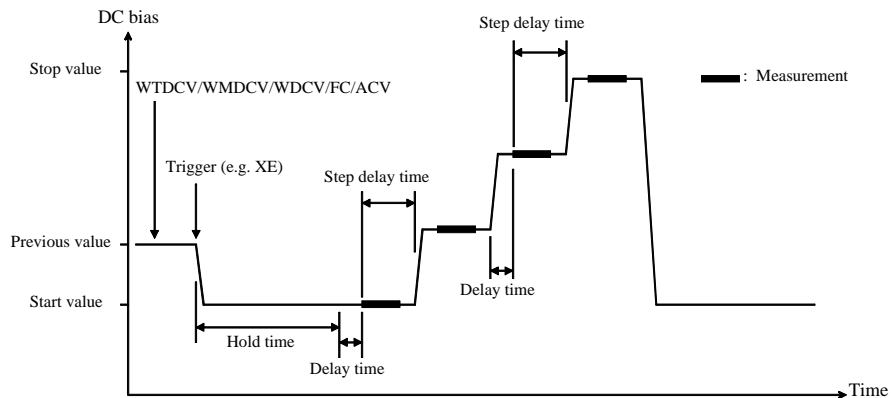 DC bias
Step delay time
Stop value
WTDCV/WMDCV/WDCV/FC/ACV
: Measurement
Trigger (e.g. XE)
Step delay time
Previous value
Delay time
Start value
Hold time
Delay time
Time